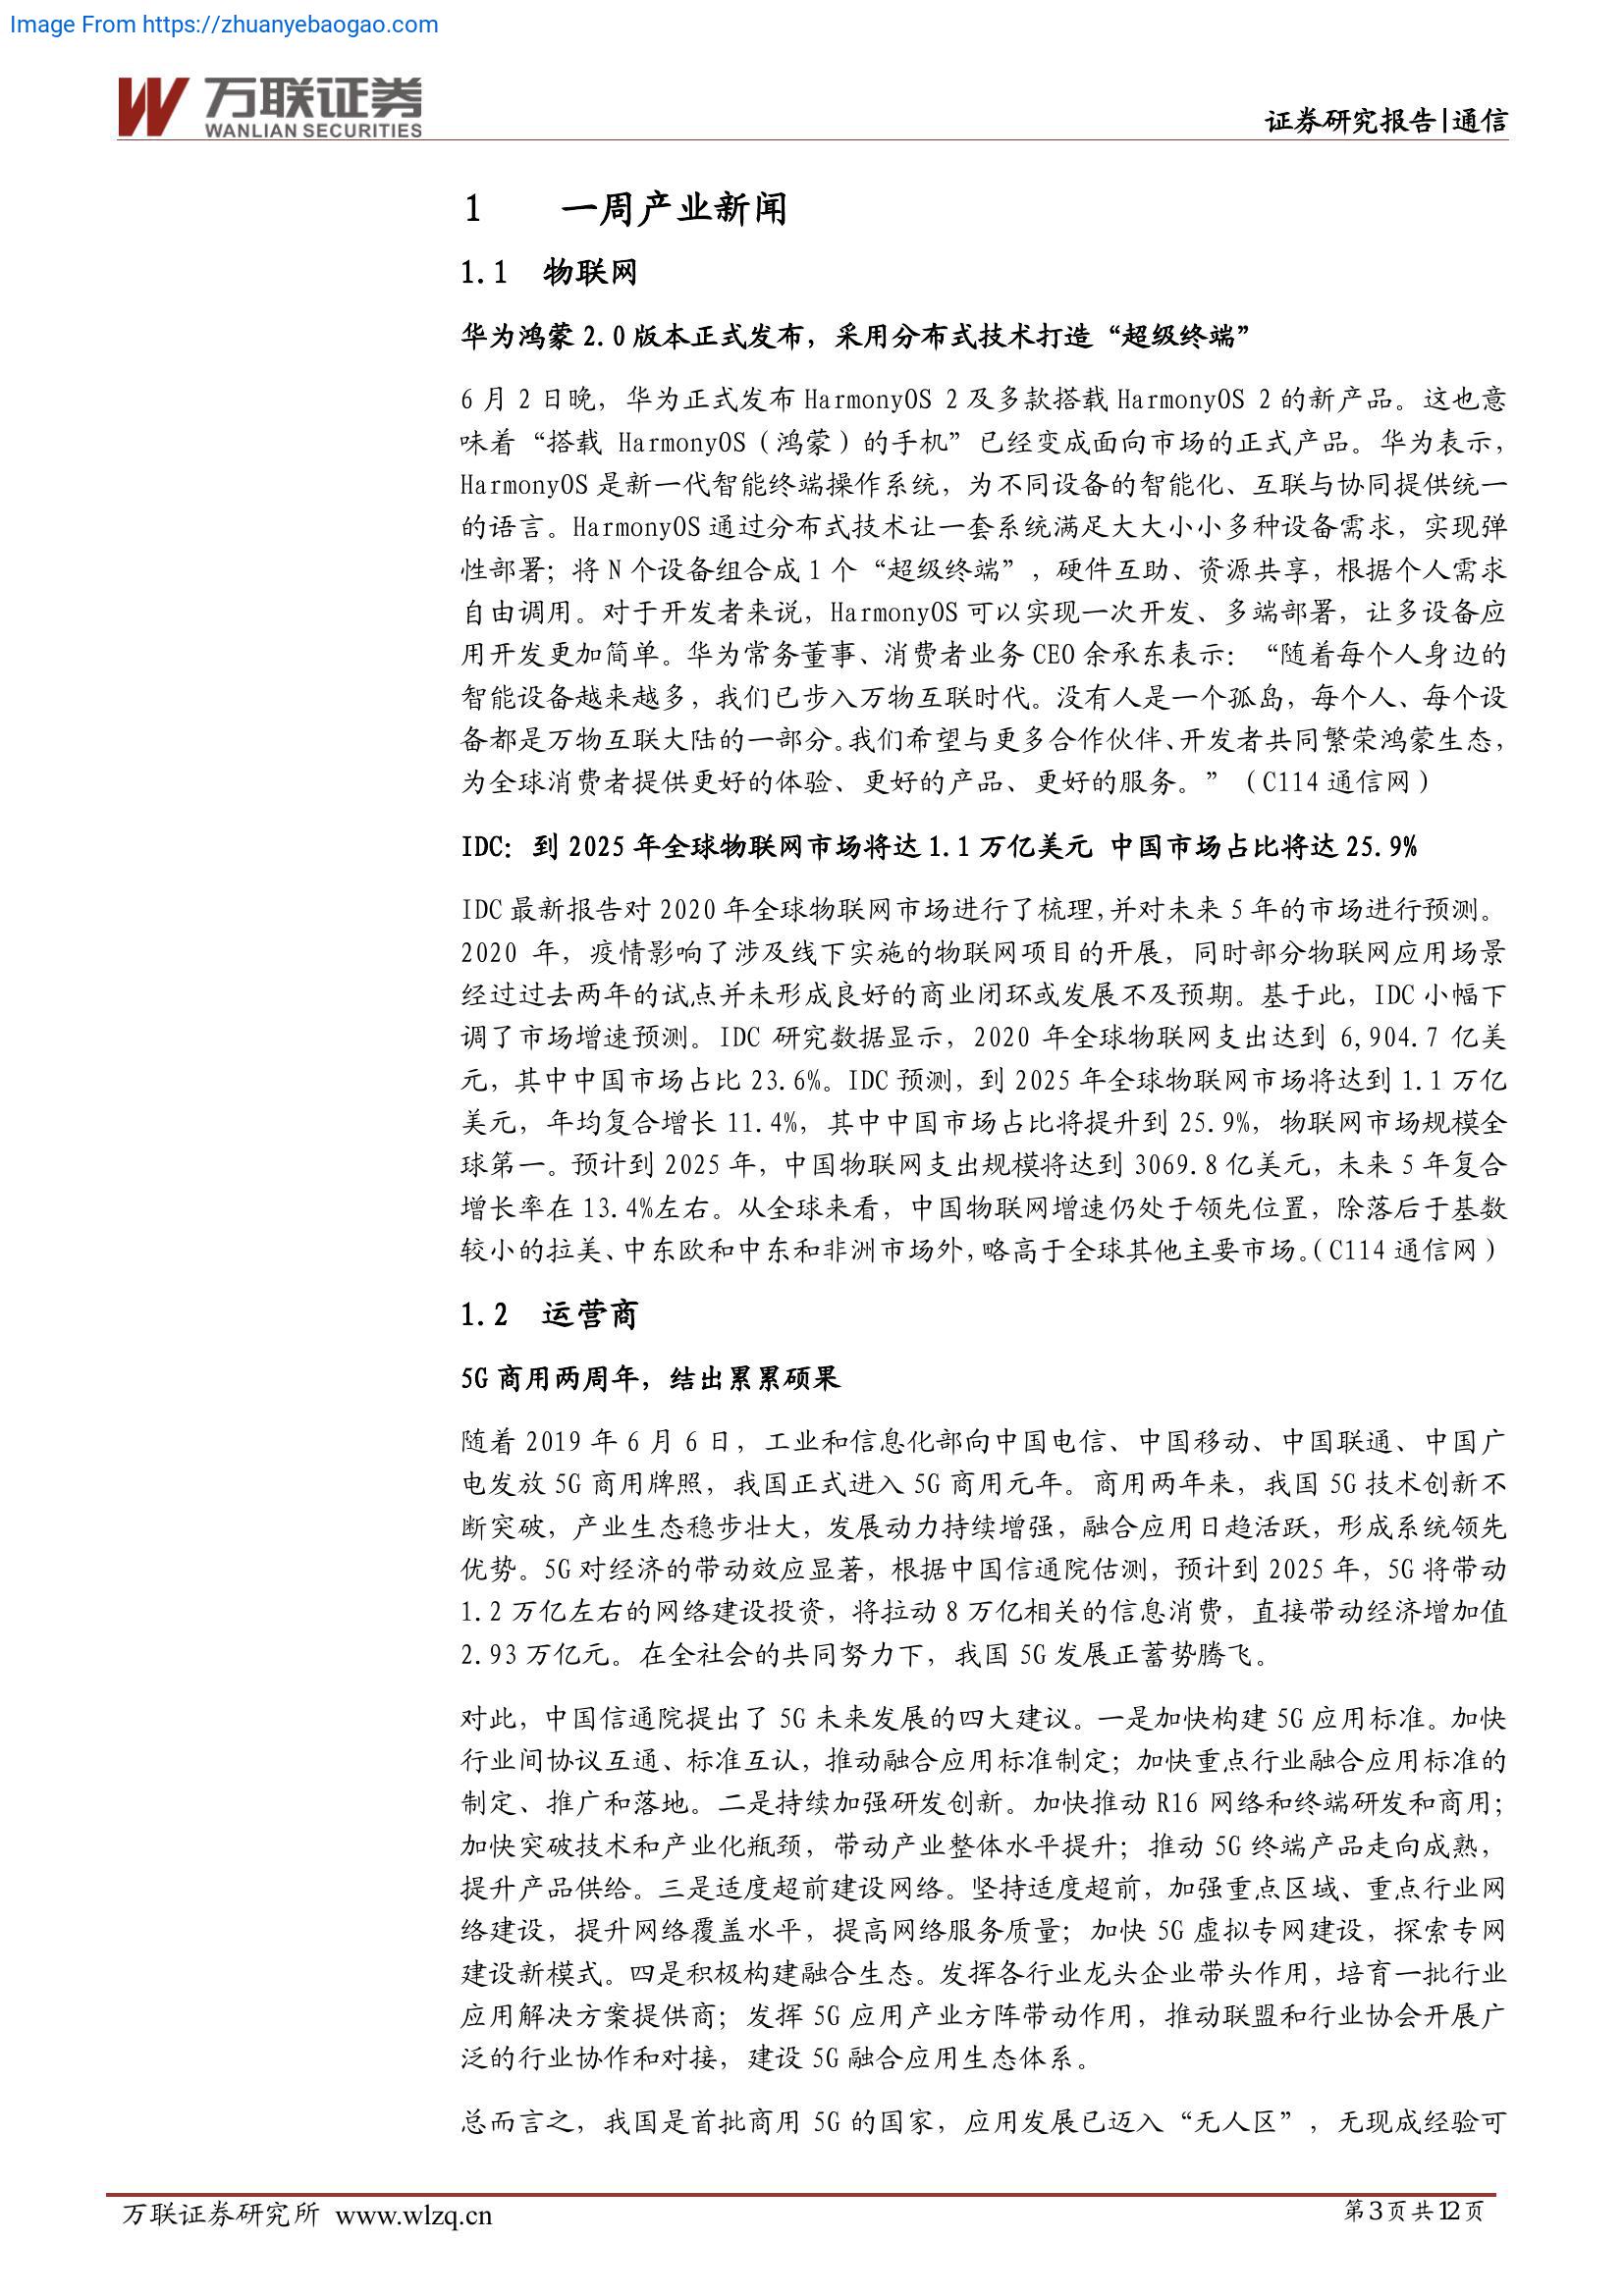 Image From https://zhuanyebaogao.com
万联证券
WANLIAN SECURITIES
证券研究报告|通信
1 一周产业新闻
1.1 物联网
华为鸿蒙 2.0 版本正式发布，采用分布式技术打造“超级终端”
6 月 2 日晚，华为正式发布 HarmonyOS 2 及多款搭载 HarmonyOS 2 的新产品。这也意
味着“搭载 HarmonyOS（鸿蒙）的手机”已经变成面向市场的正式产品。华为表示，
HarmonyOS 是新一代智能终端操作系统，为不同设备的智能化、互联与协同提供统一
的语言。HarmonyOS 通过分布式技术让一套系统满足大大小小多种设备需求，实现弹
性部署；将 N 个设备组合成 1 个“超级终端”，硬件互助、资源共享，根据个人需求
自由调用。对于开发者来说，HarmonyOS 可以实现一次开发、多端部署，让多设备应
用开发更加简单。华为常务董事、消费者业务 CEO 余承东表示：“随着每个人身边的
智能设备越来越多，我们已步入万物互联时代。没有人是一个孤岛，每个人、每个设
备都是万物互联大陆的一部分。我们希望与更多合作伙伴、开发者共同繁荣鸿蒙生态，
为全球消费者提供更好的体验、更好的产品、更好的服务。”（C114 通信网）
IDC：到 2025 年全球物联网市场将达 1.1 万亿美元 中国市场占比将达 25.9%
IDC 最新报告对 2020 年全球物联网市场进行了梳理，并对未来 5 年的市场进行预测。
2020 年，疫情影响了涉及线下实施的物联网项目的开展，同时部分物联网应用场景
经过过去两年的试点并未形成良好的商业闭环或发展不及预期。基于此，IDC 小幅下
调了市场增速预测。IDC 研究数据显示，2020 年全球物联网支出达到 6,904.7 亿美
元，其中中国市场占比 23.6%。IDC 预测，到 2025 年全球物联网市场将达到 1.1 万亿
美元，年均复合增长 11.4%，其中中国市场占比将提升到 25.9%，物联网市场规模全
球第一。预计到 2025 年，中国物联网支出规模将达到 3069.8 亿美元，未来 5 年复合
增长率在 13.4%左右。从全球来看，中国物联网增速仍处于领先位置，除落后于基数
较小的拉美、中东欧和中东和非洲市场外，略高于全球其他主要市场。（C114 通信网）
1.2 运营商
5G 商用两周年，结出累累硕果
随着 2019 年 6 月 6 日，工业和信息化部向中国电信、中国移动、中国联通、中国广
电发放 5G 商用牌照，我国正式进入 5G 商用元年。商用两年来，我国 5G 技术创新不
断突破，产业生态稳步壮大，发展动力持续增强，融合应用日趋活跃，形成系统领先
优势。5G 对经济的带动效应显著，根据中国信通院估测，预计到 2025 年，5G 将带动
1.2 万亿左右的网络建设投资，将拉动 8 万亿相关的信息消费，直接带动经济增加值
2.93 万亿元。在全社会的共同努力下，我国 5G 发展正蓄势腾飞。
对此，中国信通院提出了 5G 未来发展的四大建议。一是加快构建 5G 应用标准。加快
行业间协议互通、标准互认，推动融合应用标准制定；加快重点行业融合应用标准的
制定、推广和落地。二是持续加强研发创新。加快推动 R16 网络和终端研发和商用；
加快突破技术和产业化瓶颈，带动产业整体水平提升；推动 5G 终端产品走向成熟，
提升产品供给。三是适度超前建设网络。坚持适度超前，加强重点区域、重点行业网
络建设，提升网络覆盖水平，提高网络服务质量；加快 5G 虚拟专网建设，探索专网
建设新模式。四是积极构建融合生态。发挥各行业龙头企业带头作用，培育一批行业
应用解决方案提供商；发挥 5G 应用产业方阵带动作用，推动联盟和行业协会开展广
泛的行业协作和对接，建设 5G 融合应用生态体系。
总而言之，我国是首批商用 5G 的国家，应用发展已迈入“无人区”，无现成经验可
万联证券研究所 www.wlzq.cn
第 3 页 共 12 页